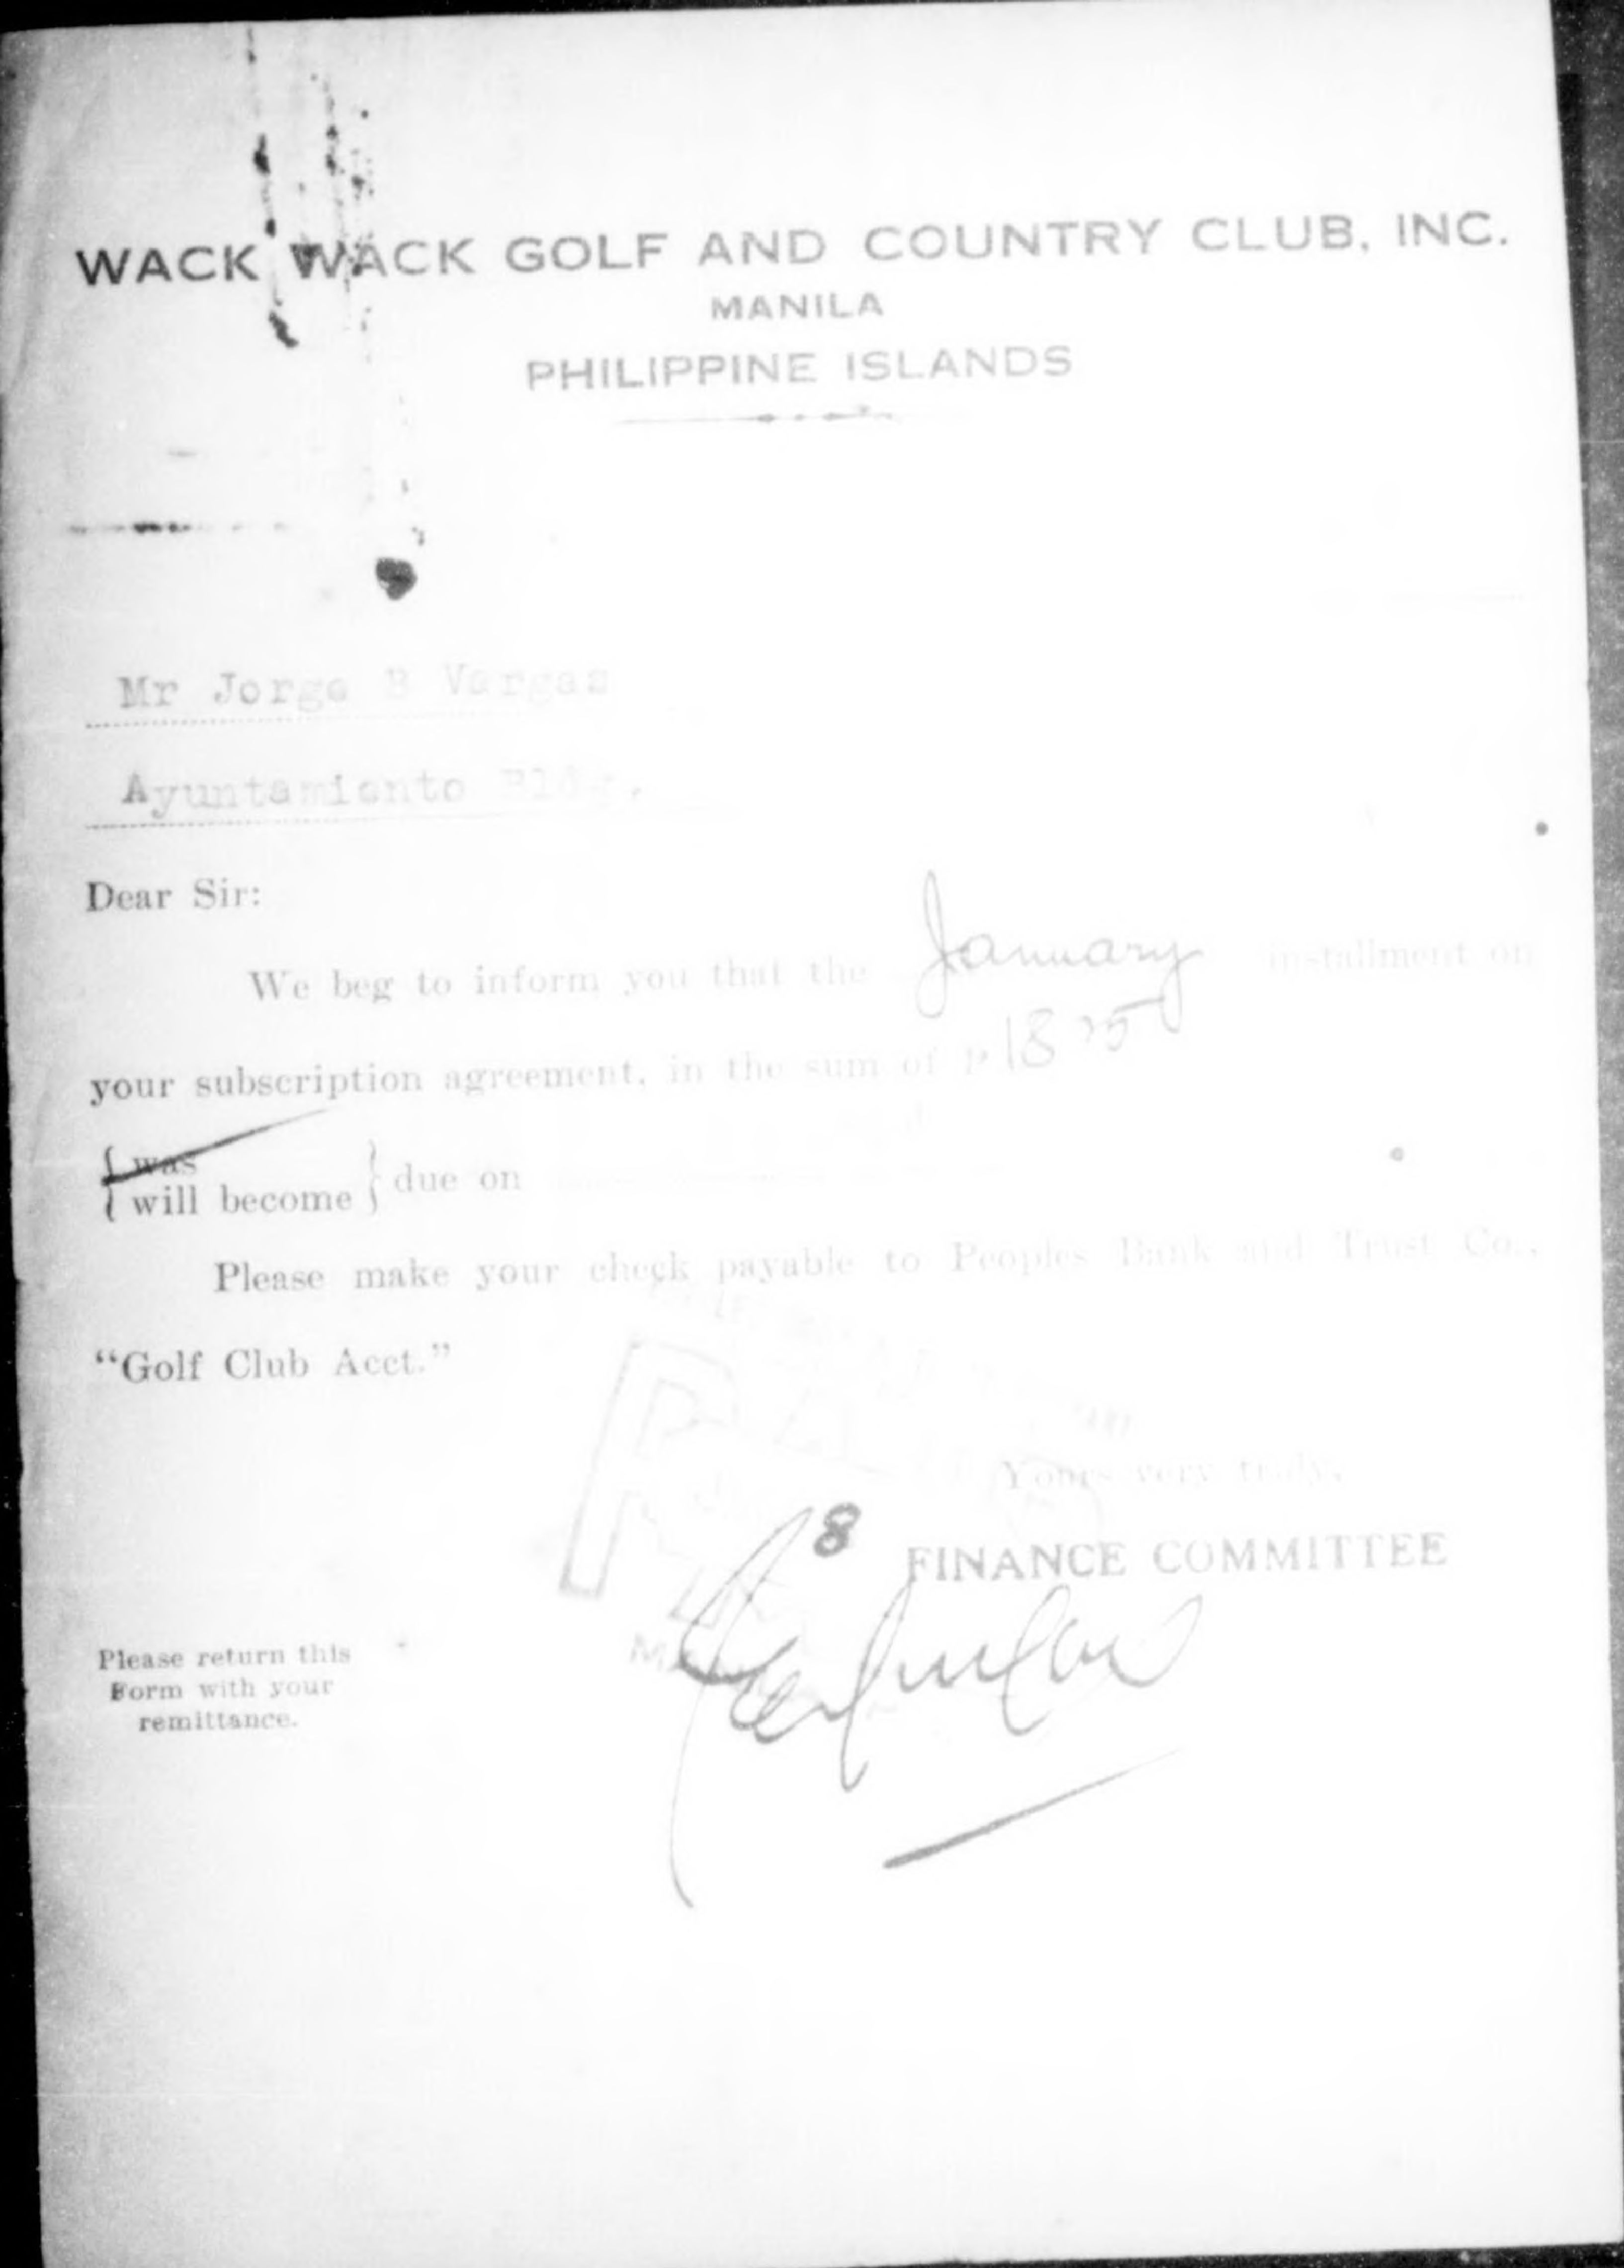 WACK WACK GOLF AND COUNTRY CLUB, INC.
MANILA
PHILIPPINE ISLANDS
Mr Jorge B Vargas
Ayuntamiento Bldg.
Dear Sir:
We beg to inform you that the January installment on
your subscription agreement, in the sum of ₱
was
will become } due on
Please make your check payable to Peoples Bank and Trust Co.,
“Golf Club Acct.”
Yours very truly,
8
FINANCE COMMITTEE
Please return this
Form with your
remittance.